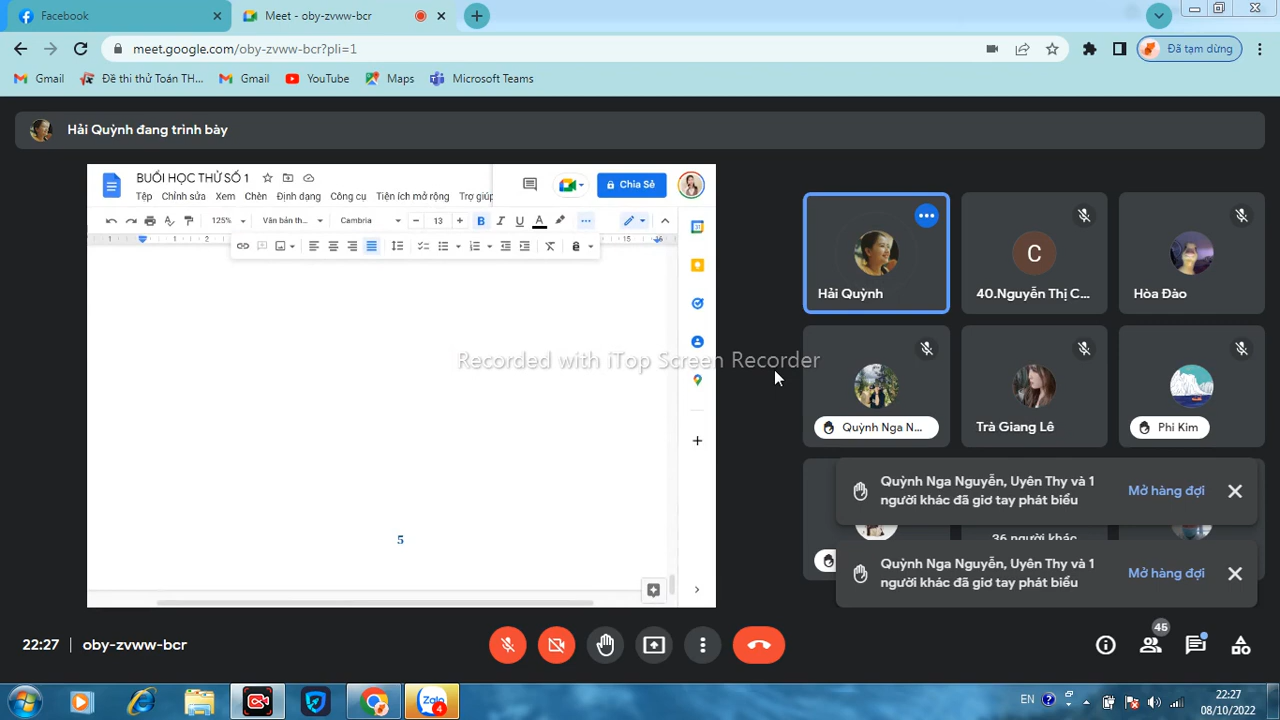 Facebook
Meet - oby-zvww-bcr
meet.google.com/oby-zvww-bcr?pli=1
Đã tạm dừng
Gmail
Đề thi thử Toán TH...
Gmail
YouTube
Maps
Microsoft Teams
Hải Quỳnh đang trình bày
BUỔI HỌC THỬ SỐ 1
Chia Sẻ
Tệp Chỉnh sửa Xem Chèn Định dạng Công cụ Tiện ích mở rộng Trợ giúp
125% Văn bản th... Cambria 13 B I U A
1 1 2 15
Hải Quỳnh
C
40.Nguyễn Thị C...
Hòa Đào
Recorded with iTop Screen Recorder
Quỳnh Nga N...
Trà Giang Lê
Phi Kim
Quỳnh Nga Nguyễn, Uyên Thy và 1
người khác đã giơ tay phát biểu
Mở hàng đợi
36 người khác
5
Quỳnh Nga Nguyễn, Uyên Thy và 1
người khác đã giơ tay phát biểu
Mở hàng đợi
22:27 | oby-zvww-bcr
45
Zalo
4
EN
22:27
08/10/2022